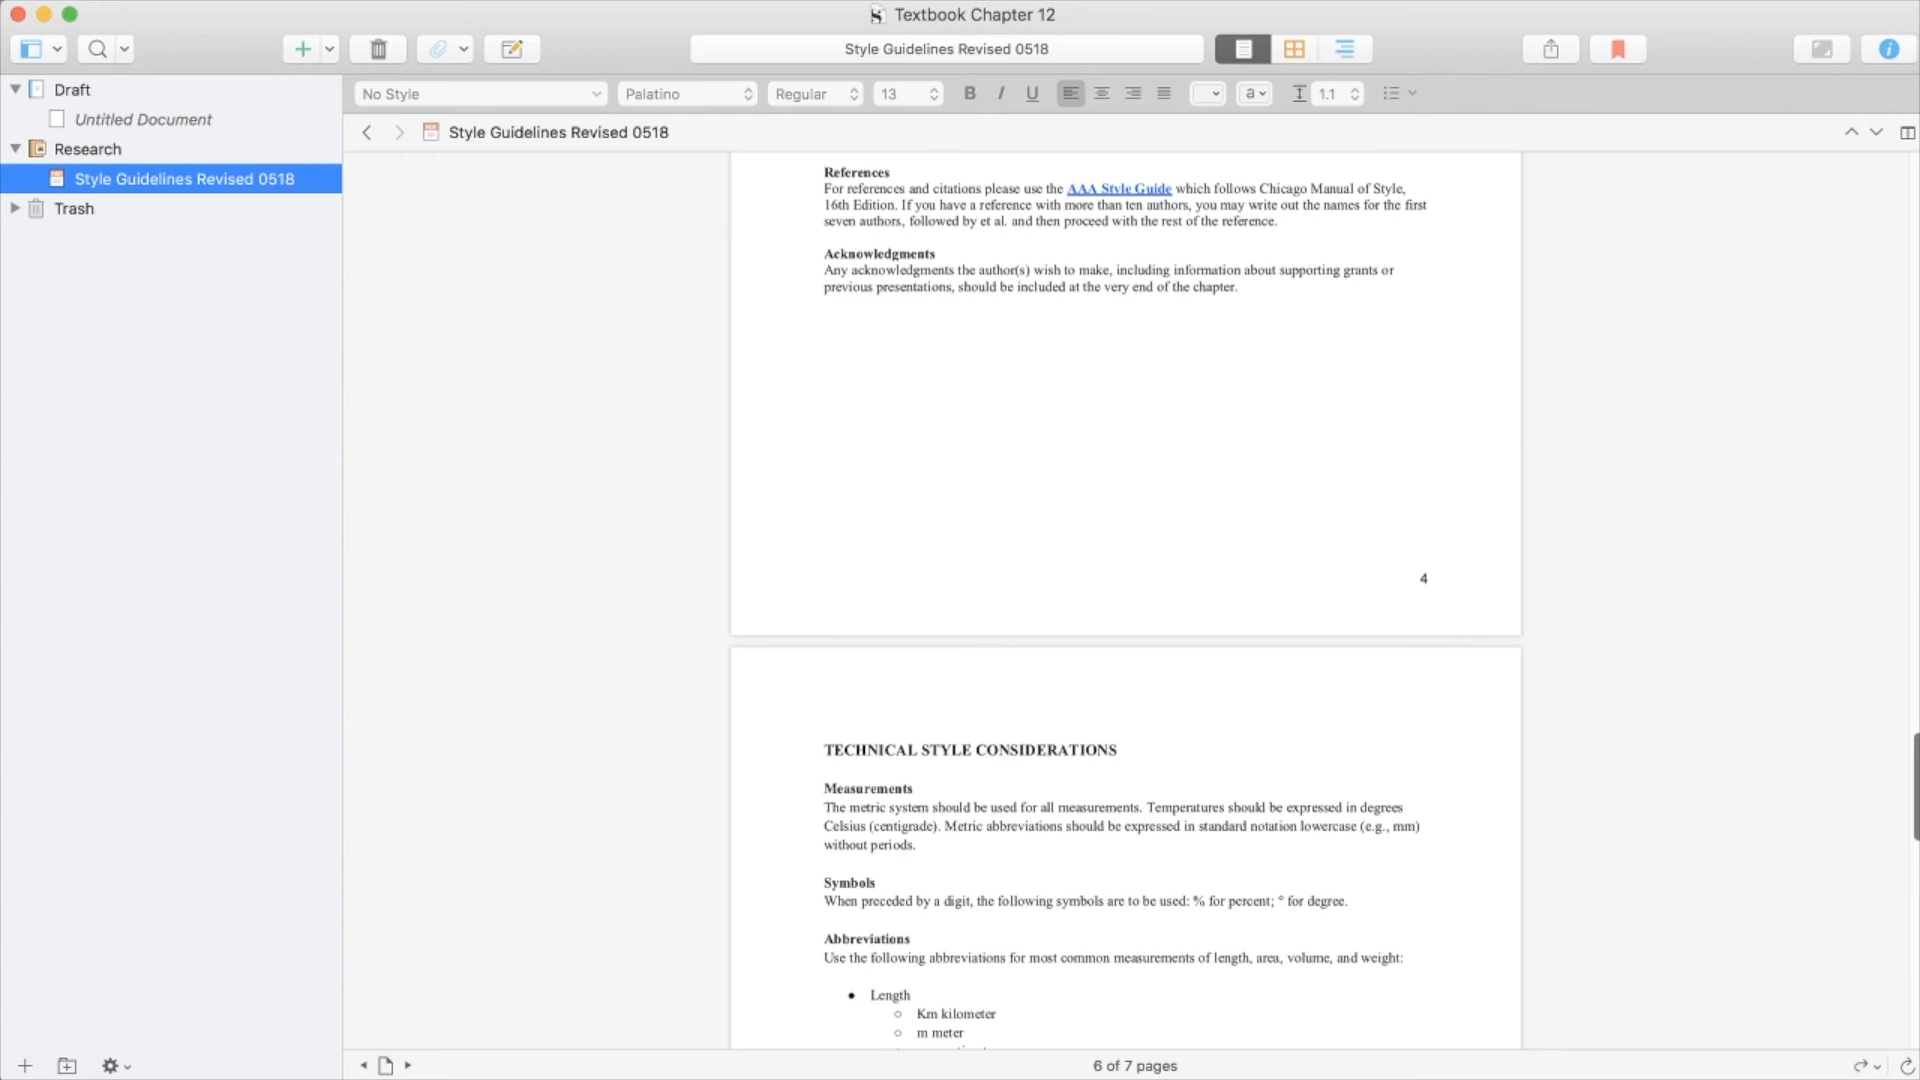 Textbook Chapter 12
Style Guidelines Revised 0518
Draft
Untitled Document
Research
Style Guidelines Revised 0518
Trash
No Style
Palatino
Regular
13
B I U
a
1.1
Style Guidelines Revised 0518
References
For references and citations please use the AAA Style Guide which follows Chicago Manual of Style,
16th Edition. If you have a reference with more than ten authors, you may write out the names for the first
seven authors, followed by et al. and then proceed with the rest of the reference.
Acknowledgments
Any acknowledgments the author(s) wish to make, including information about supporting grants or
previous presentations, should be included at the very end of the chapter.
4
TECHNICAL STYLE CONSIDERATIONS
Measurements
The metric system should be used for all measurements. Temperatures should be expressed in degrees
Celsius (centigrade). Metric abbreviations should be expressed in standard notation lowercase (e.g., mm)
without periods.
Symbols
When preceded by a digit, the following symbols are to be used: % for percent; ° for degree.
Abbreviations
Use the following abbreviations for most common measurements of length, area, volume, and weight:
• Length
○ Km kilometer
○ m meter
6 of 7 pages